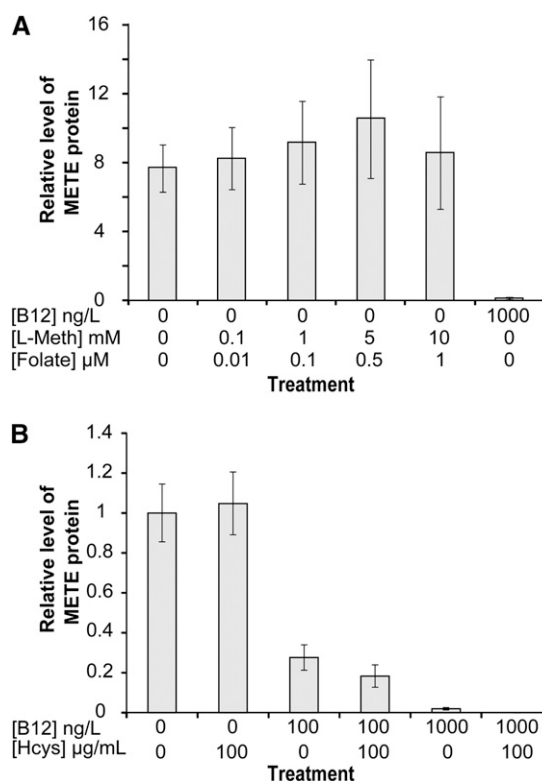 A
Relative level of
METE protein
16
12
8
4
0
[B12] ng/L 0 0 0 0 0 1000
[L-Meth] mM 0 0.1 1 5 10 0
[Folate] µM 0 0.01 0.1 0.5 1 0
Treatment
B
Relative level of
METE protein
1.4
1.2
1
0.8
0.6
0.4
0.2
0
[B12] ng/L 0 0 100 100 1000 1000
[Hcys] µg/mL 0 100 0 100 0 100
Treatment